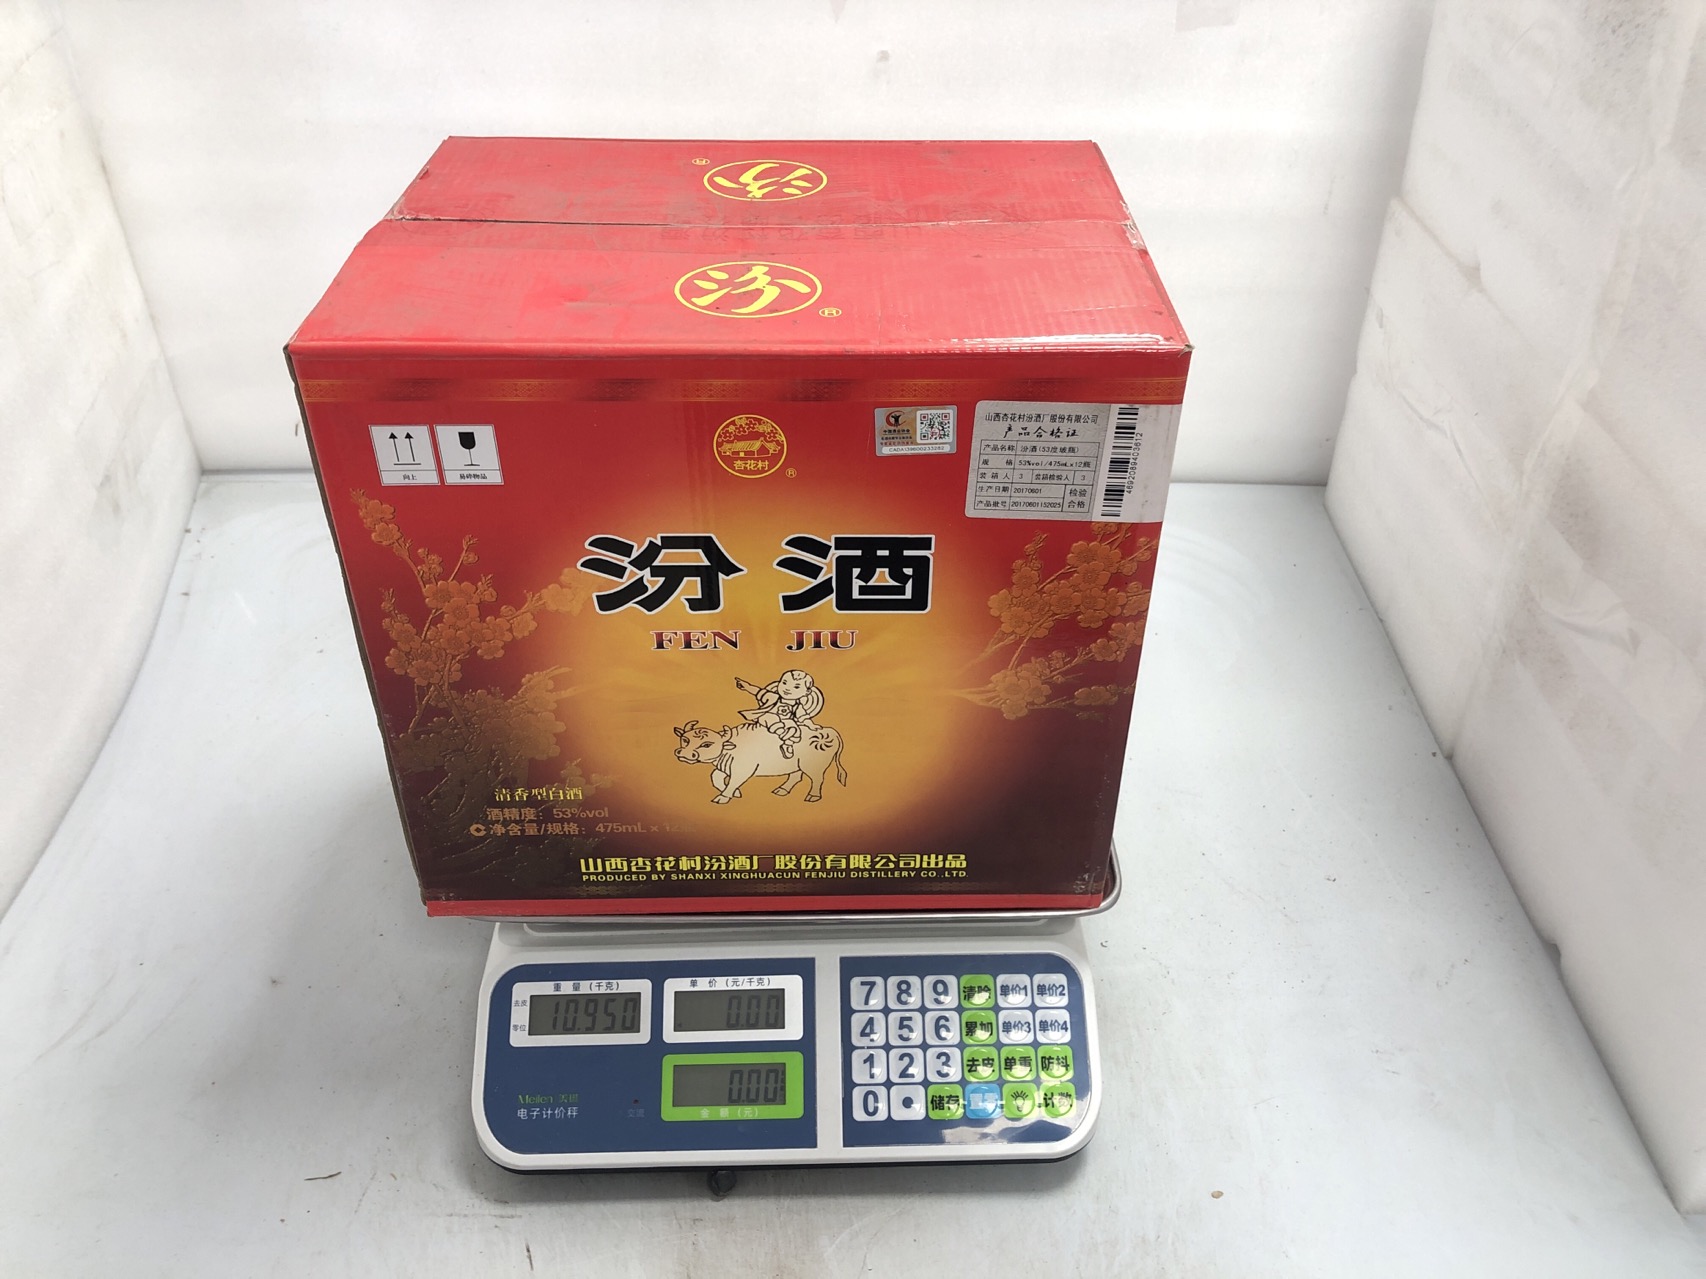 汾®
汾®
向上
易碎物品
杏花村®
山西杏花村汾酒厂股份有限公司
产品合格证
产品名称 汾酒(53度玻瓶)
规格 53%vol/475mL×12瓶
装箱人 3 装箱检验人 3
生产日期 20170601 检验合格
产品批号 20170601152025
汾酒
FEN JIU
清香型白酒
酒精度：53%vol
净含量/规格：475mL x 12
山西杏花村汾酒厂股份有限公司出品
PRODUCED BY SHANXI XINGHUACUN FENJIU DISTILLERY CO.,LTD.
重量(千克)
单价(元/千克)
去皮
零位
10.950
0.00
0.00
金额(元)
Meilen
电子计价秤
交流
7 8 9 清除 单价1 单价2
4 5 6 累加 单价3 单价4
1 2 3 去皮 单重 防抖
0 • 储存 计数